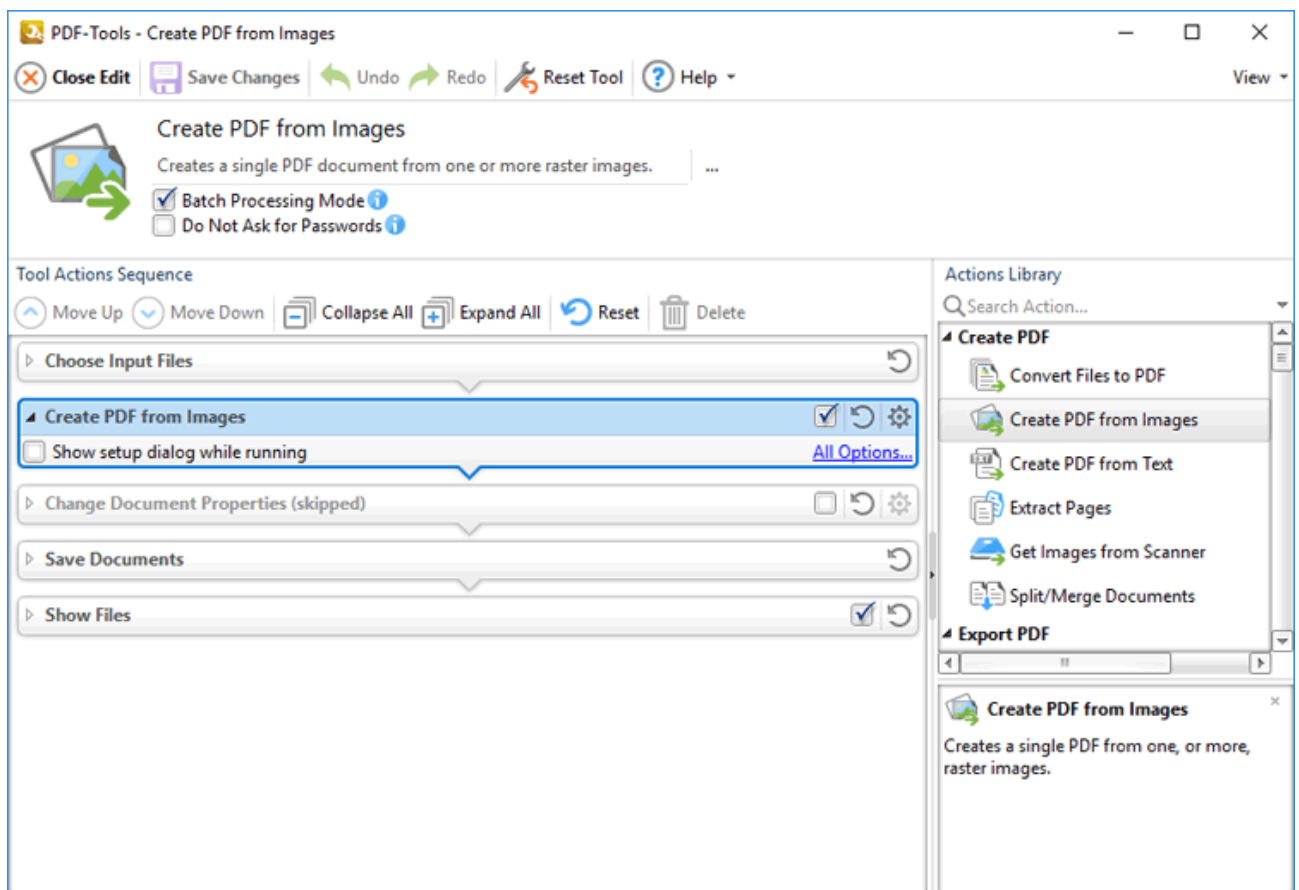 PDF-Tools - Create PDF from Images
Close Edit Save Changes Undo Redo Reset Tool Help View
Create PDF from Images
Creates a single PDF document from one or more raster images. ...
Batch Processing Mode
Do Not Ask for Passwords
Tool Actions Sequence
Move Up Move Down Collapse All Expand All Reset Delete
Choose Input Files
Create PDF from Images
Show setup dialog while running All Options...
Change Document Properties (skipped)
Save Documents
Show Files
Actions Library
Search Action...
Create PDF
Convert Files to PDF
Create PDF from Images
Create PDF from Text
Extract Pages
Get Images from Scanner
Split/Merge Documents
Export PDF
Create PDF from Images
Creates a single PDF from one, or more,
raster images.